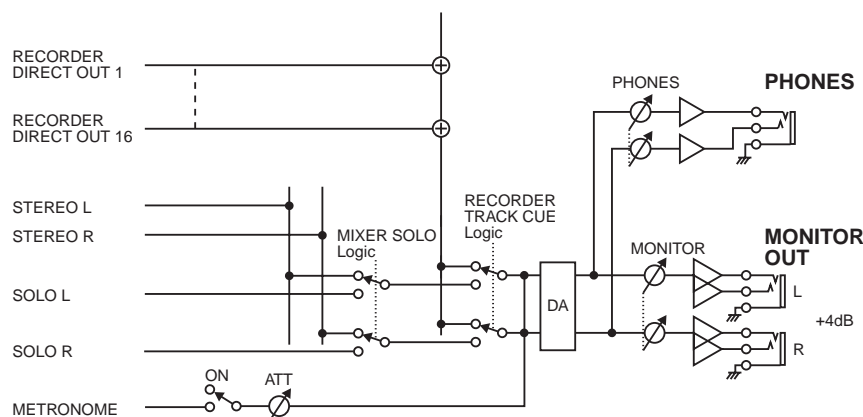 RECORDER
DIRECT OUT 1
RECORDER
DIRECT OUT 16
PHONES
PHONES
STEREO L
STEREO R
MIXER SOLO
Logic
RECORDER
TRACK CUE
Logic
MONITOR
MONITOR
OUT
SOLO L
DA
L
+4dB
SOLO R
R
ON
ATT
METRONOME